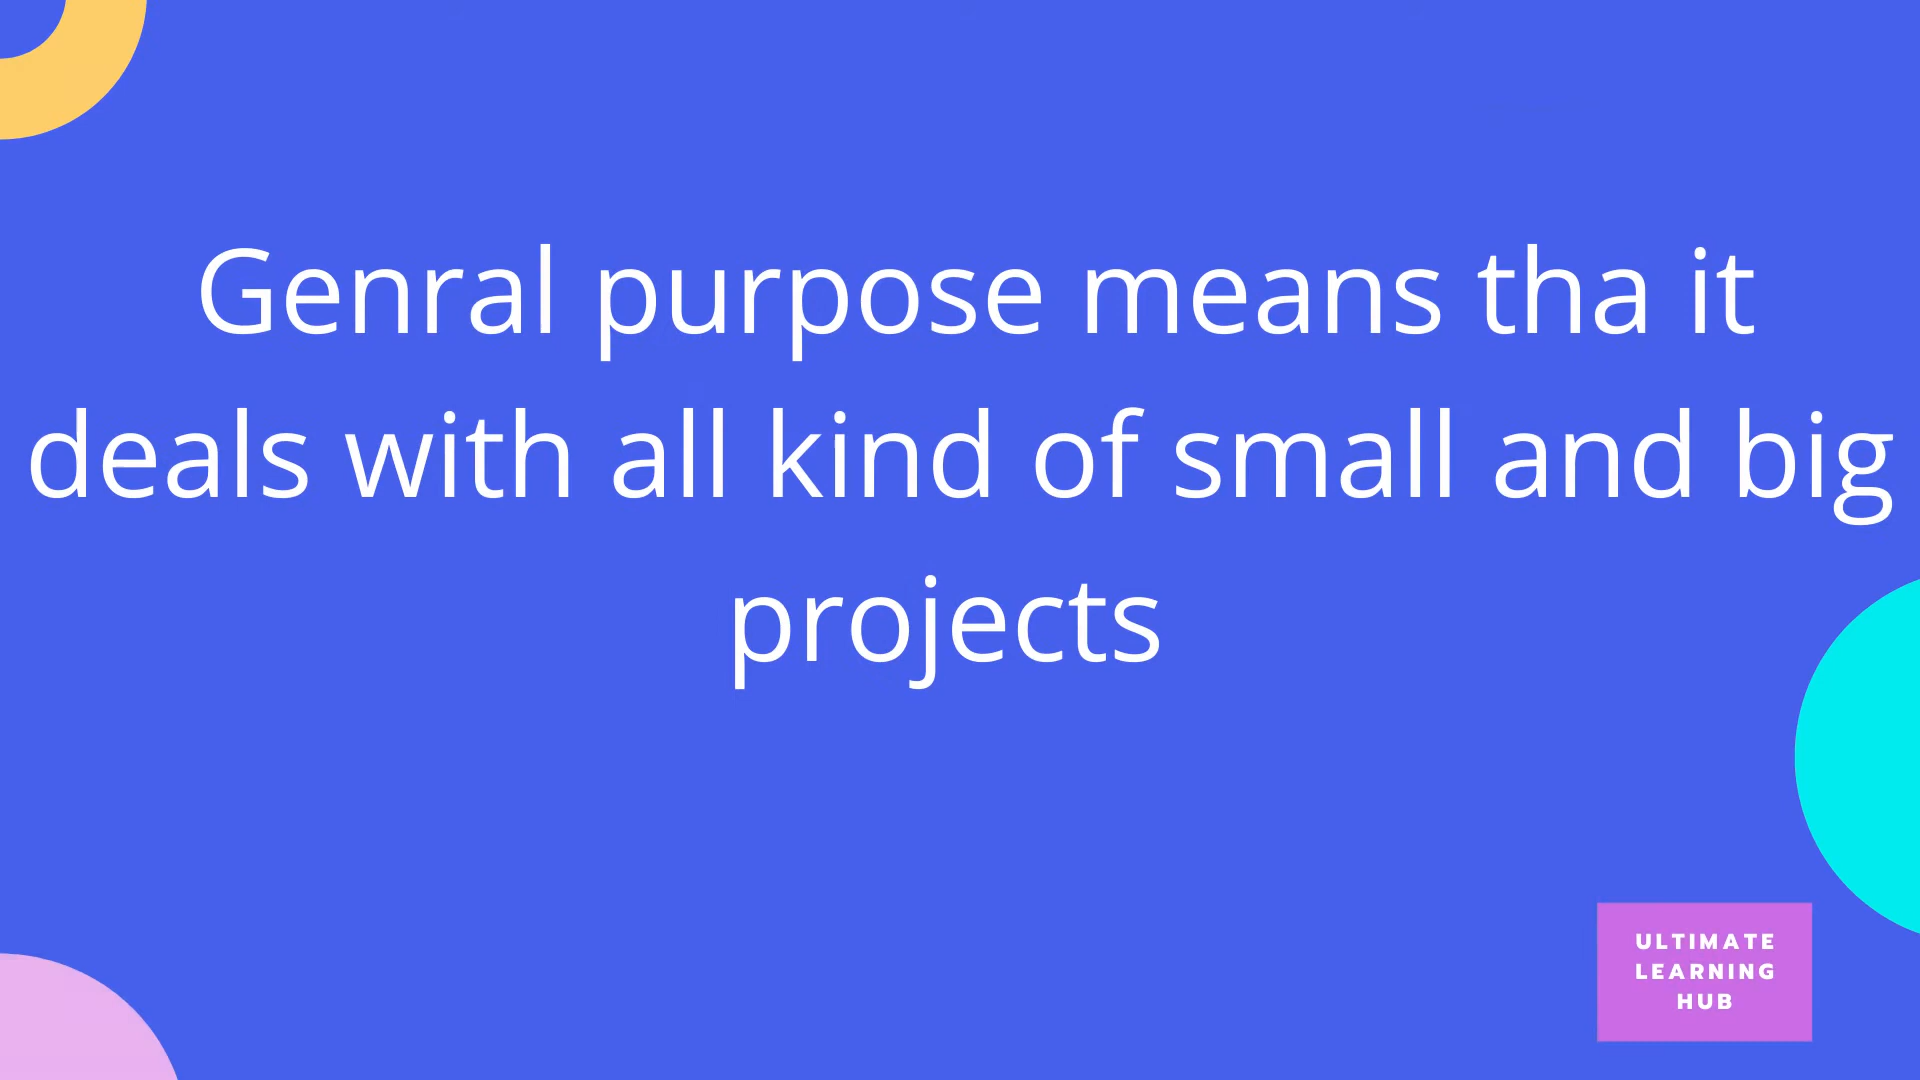 Genral purpose means tha it
deals with all kind of small and big
projects
ULTIMATE
LEARNING
HUB